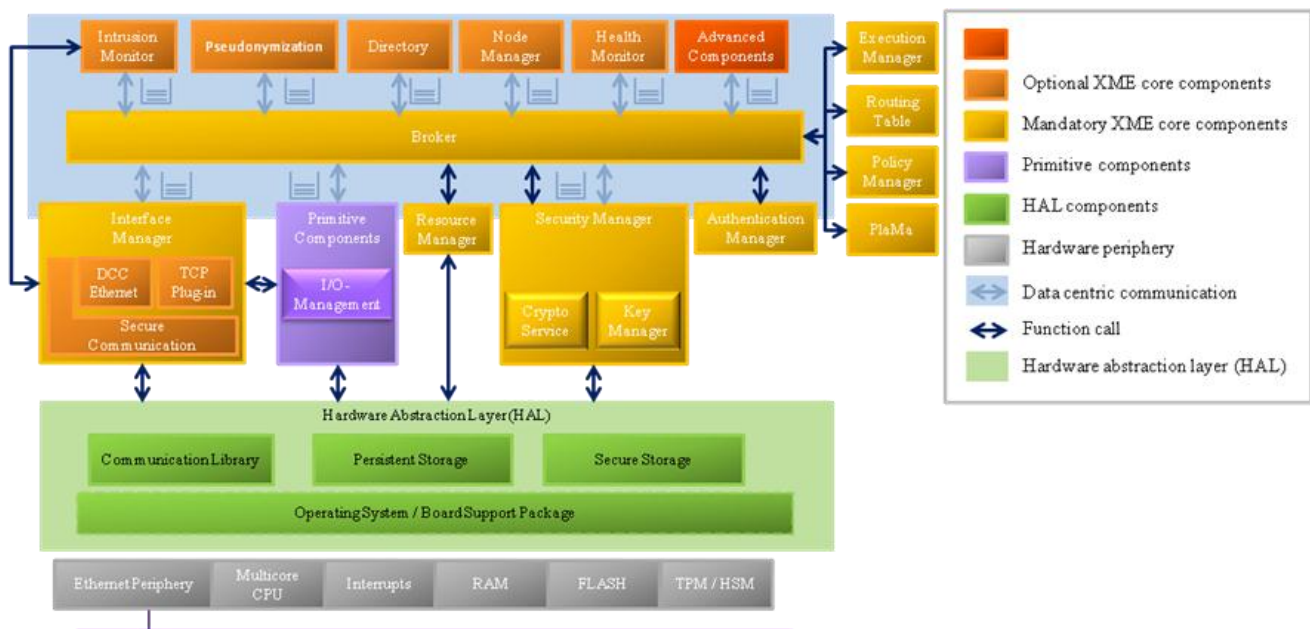 Intrusion
Monitor
Pseudonymization
Directory
Node
Manager
Health
Monitor
Advanced
Components
Execution
Manager
Broker
Routing
Table
Policy
Manager
PlaMa
Interface
Manager
DCC
Ethernet
TCP
Plug-in
Secure
Communication
Primitive
Components
I/O-
Management
Resource
Manager
Security Manager
Crypto
Service
Key
Manager
Authentication
Manager
Hardware Abstraction Layer(HAL)
Communication Library
Persistent Storage
Secure Storage
Operating System / Board Support Package
Ethernet Periphery
Multicore
CPU
Interrupts
RAM
FLASH
TPM / HSM
Optional XME core components
Mandatory XME core components
Primitive components
HAL components
Hardware periphery
Data centric communication
Function call
Hardware abstraction layer (HAL)